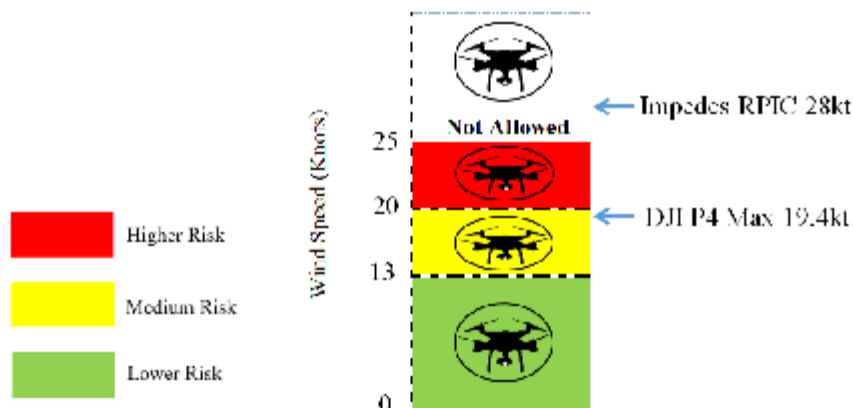 Impedes RPIC 28kt
Not Allowed
25
20
DJI P4 Max 19.4kt
13
0
Wind Speed (Knots)
Higher Risk
Medium Risk
Lower Risk